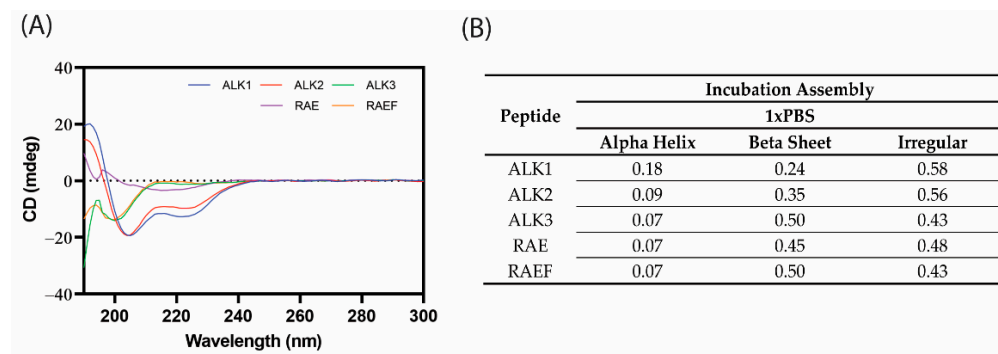 (A)
40
20
0
−20
−40
CD (mdeg)
ALK1 ALK2 ALK3
RAE RAEF
200 220 240 260 280 300
Wavelength (nm)
(B)
Incubation Assembly
Peptide 1xPBS
Alpha Helix Beta Sheet Irregular
ALK1 0.18 0.24 0.58
ALK2 0.09 0.35 0.56
ALK3 0.07 0.50 0.43
RAE 0.07 0.45 0.48
RAEF 0.07 0.50 0.43